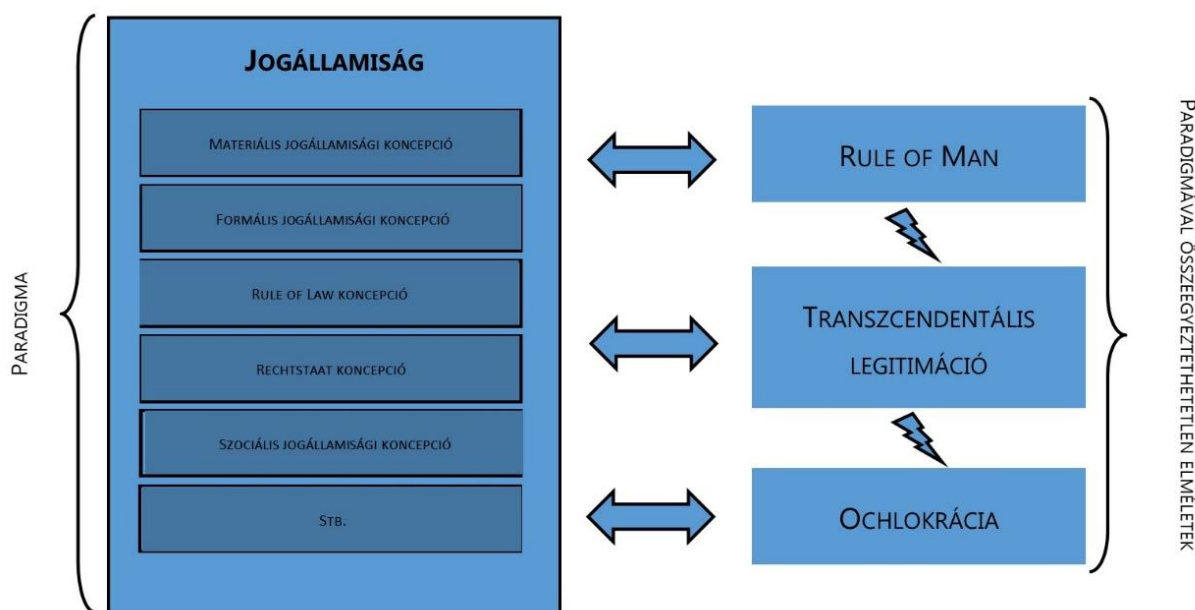 PARADIGMA
JOGÁLLAMISÁG
MATERIÁLIS JOGÁLLAMISÁGI KONCEPCIÓ
FORMÁLIS JOGÁLLAMISÁGI KONCEPCIÓ
RULE OF LAW KONCEPCIÓ
RECHTSTAAT KONCEPCIÓ
SZOCIÁLIS JOGÁLLAMISÁGI KONCEPCIÓ
STB.
RULE OF MAN
TRANSZCENDENTÁLIS
LEGITIMÁCIÓ
OCHLOKRÁCIA
PARADIGMÁVAL ÖSSZEEGYEZTETHETETLEN ELMÉLETEK